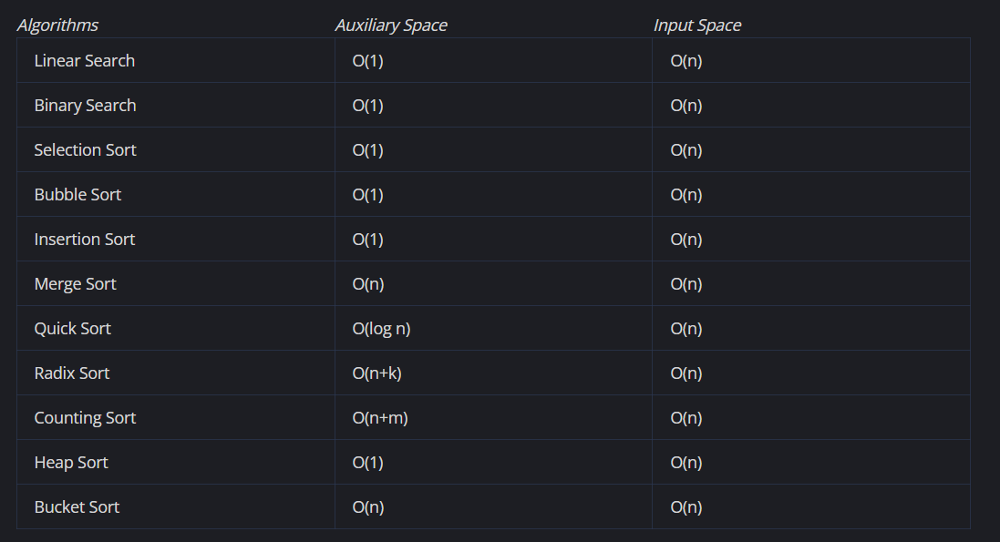 Algorithms Auxiliary Space Input Space
Linear Search O(1) O(n)
Binary Search O(1) O(n)
Selection Sort O(1) O(n)
Bubble Sort O(1) O(n)
Insertion Sort O(1) O(n)
Merge Sort O(n) O(n)
Quick Sort O(log n) O(n)
Radix Sort O(n+k) O(n)
Counting Sort O(n+m) O(n)
Heap Sort O(1) O(n)
Bucket Sort O(n) O(n)